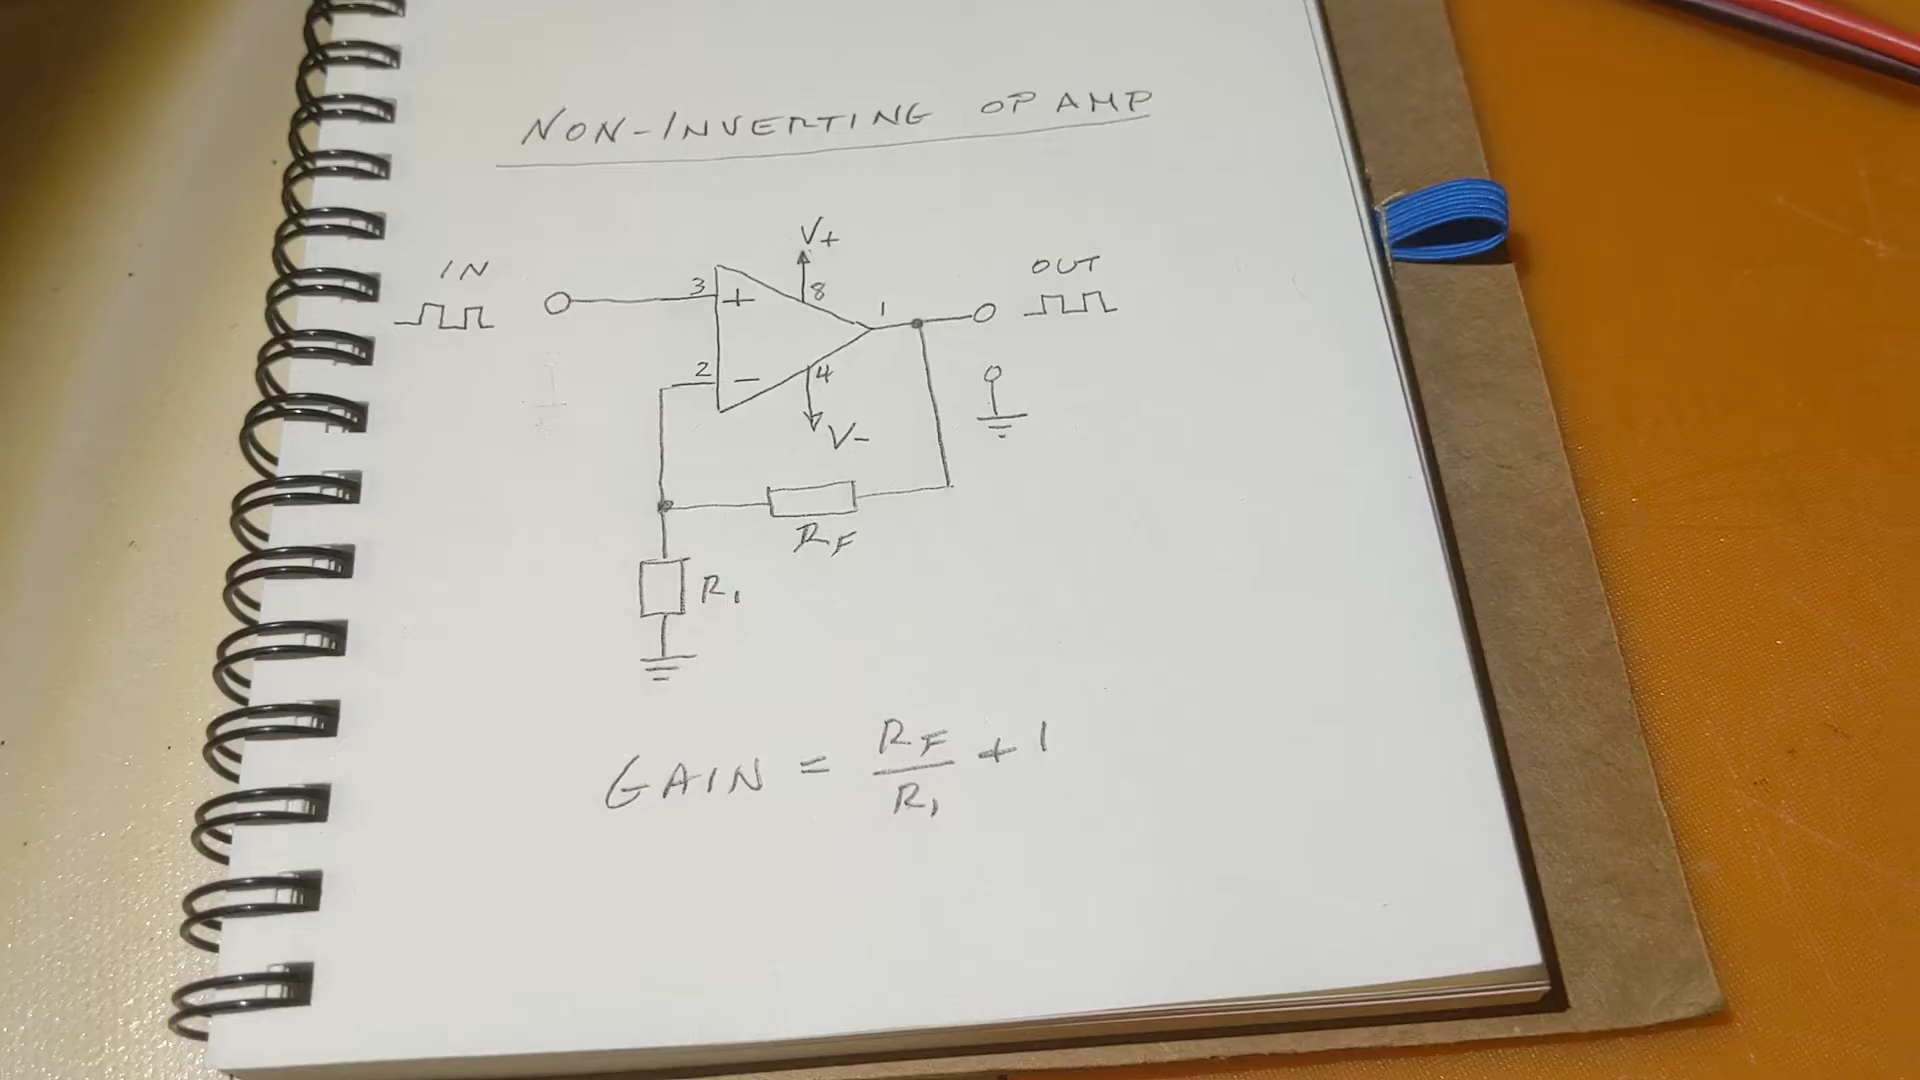 NON-INVERTING OP AMP
V+
IN
OUT
3
+
8
1
2
-
4
V-
RF
R1
GAIN = RF/R1 + 1